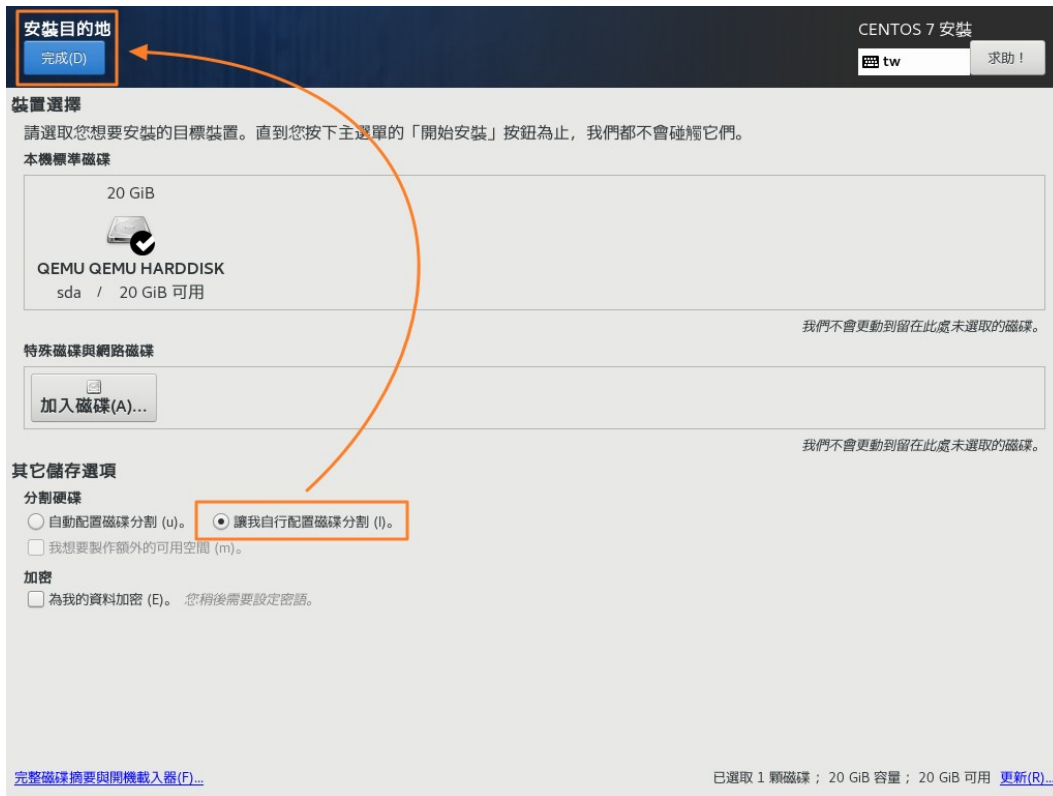 安裝目的地
CENTOS 7 安裝
完成(D)
tw
求助！
裝置選擇
請選取您想要安裝的目標裝置。直到您按下主選單的「開始安裝」按鈕為止，我們都不會碰觸它們。
本機標準磁碟
20 GiB
QEMU QEMU HARDDISK
sda / 20 GiB 可用
我們不會更動到留在此處未選取的磁碟。
特殊磁碟與網路磁碟
加入磁碟(A)...
我們不會更動到留在此處未選取的磁碟。
其它儲存選項
分割硬碟
自動配置磁碟分割 (u)。 讓我自行配置磁碟分割 (I)。
我想要製作額外的可用空間 (m)。
加密
為我的資料加密 (E)。 您稍後需要設定密語。
完整磁碟摘要與開機載入器(F)... 已選取 1 顆磁碟； 20 GiB 容量； 20 GiB 可用 更新(R)...